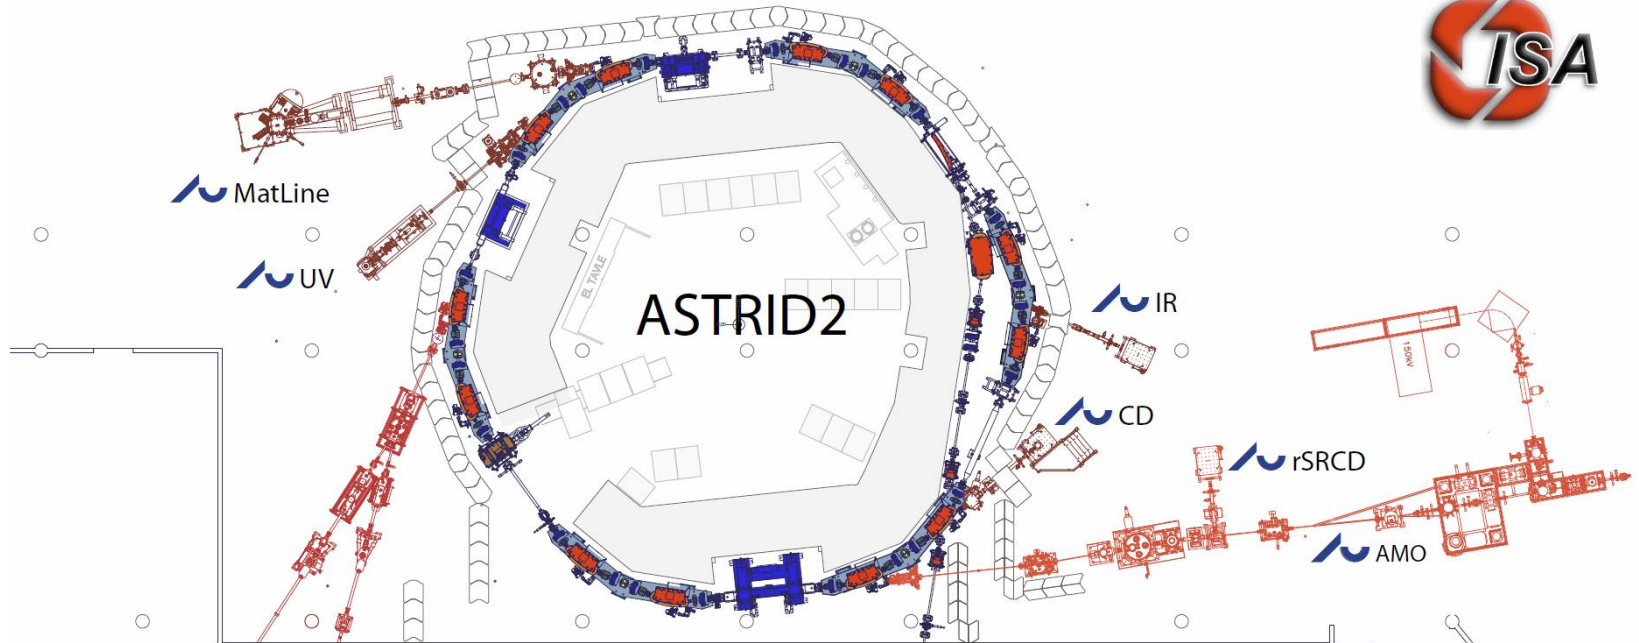 ISA
MatLine
UV
EL TAVLE
ASTRID2
IR
150kV
CD
rSRCD
AMO